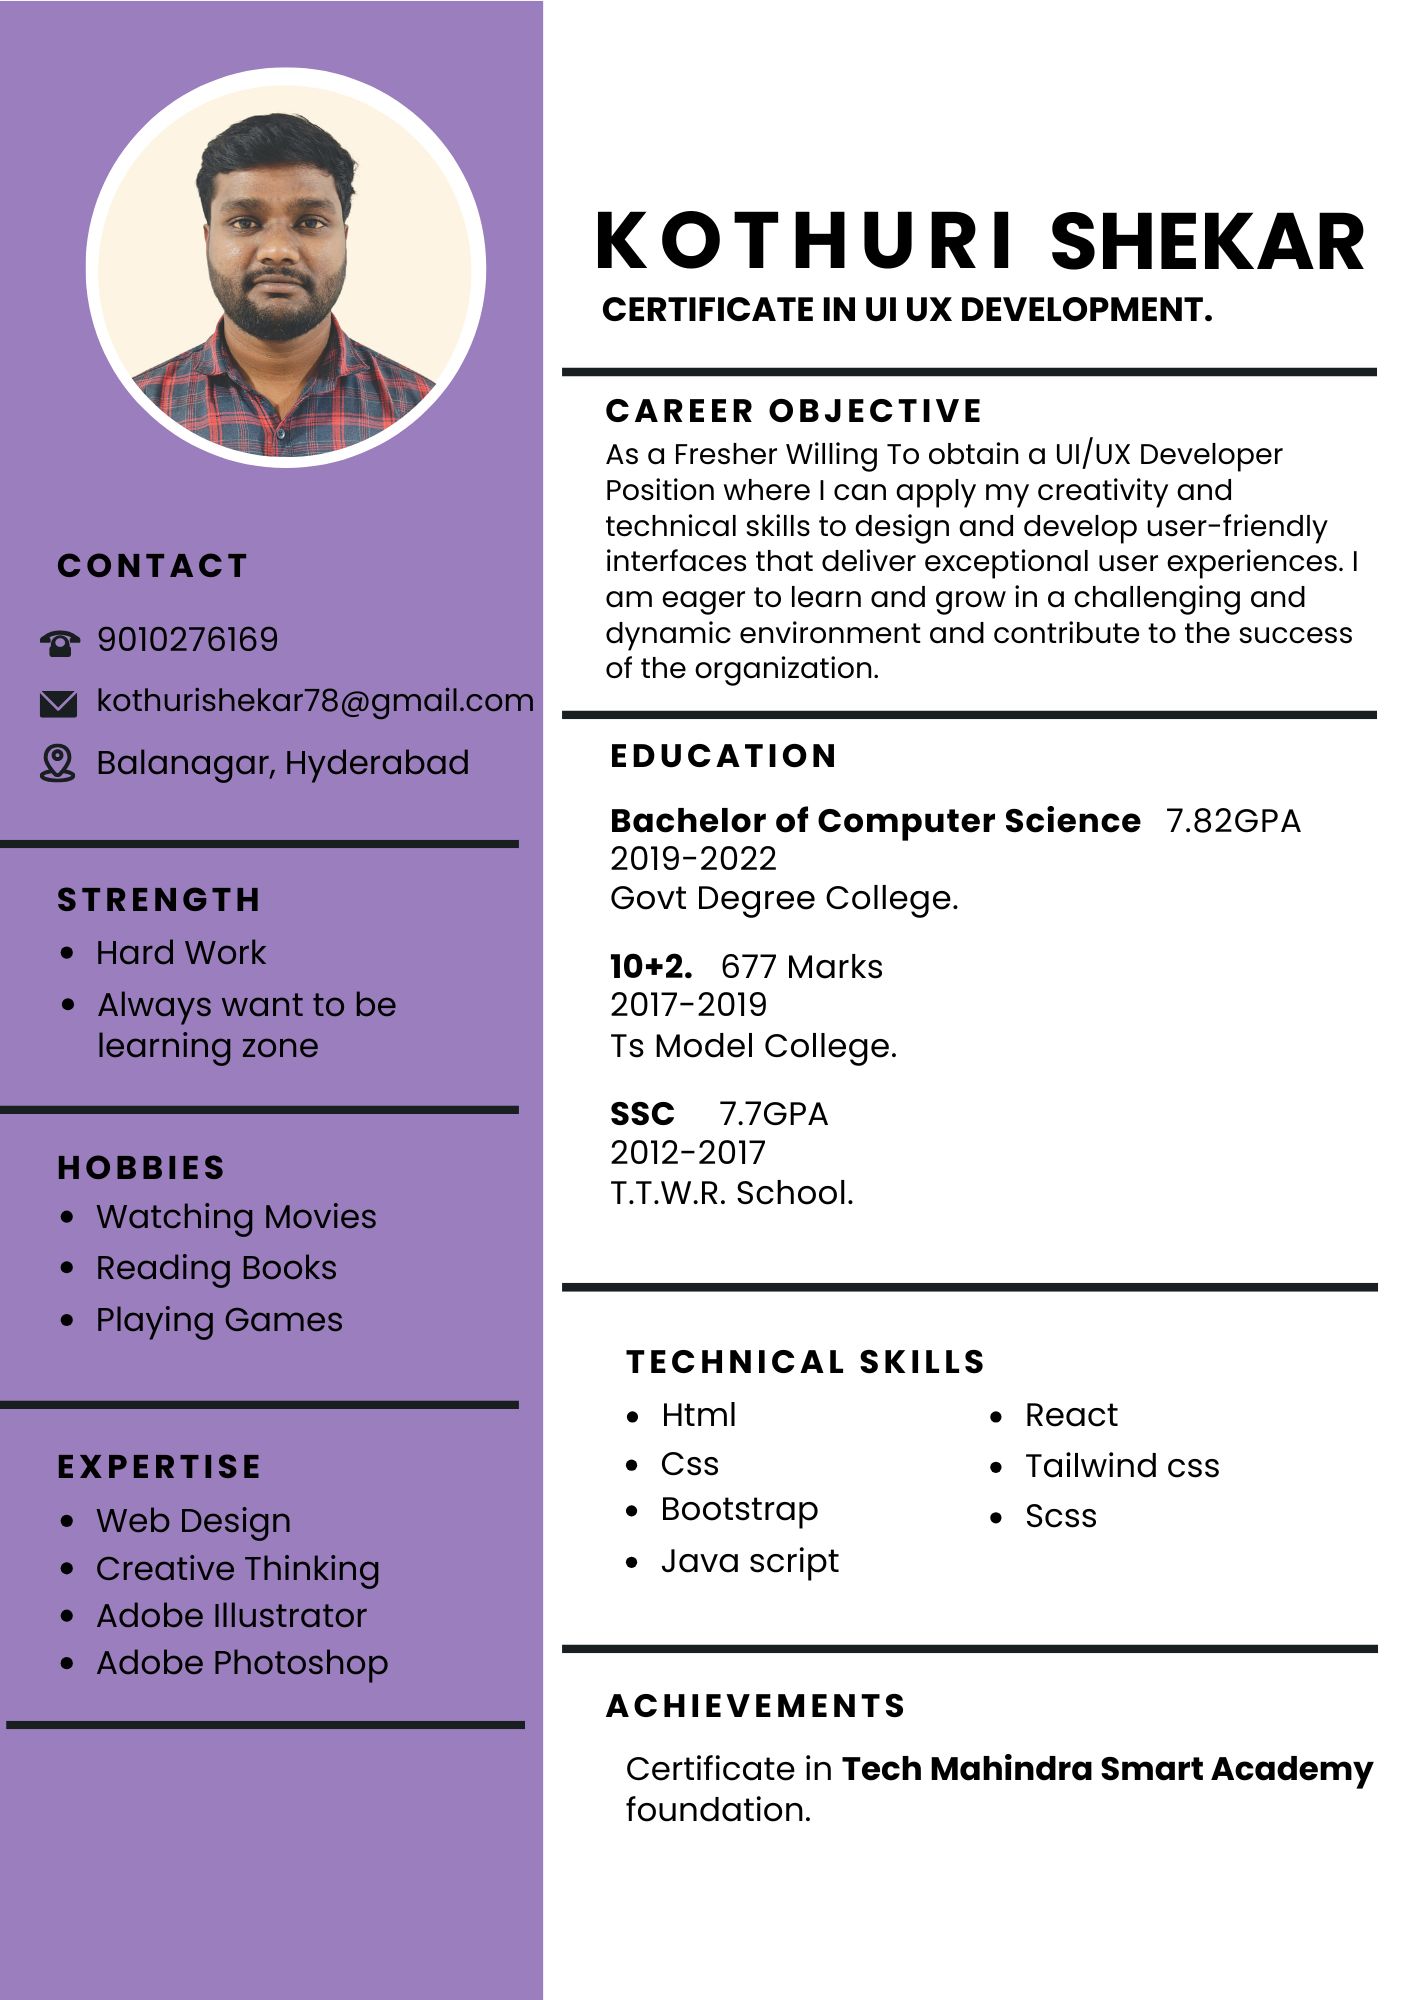 KOTHURI SHEKAR
CERTIFICATE IN UI UX DEVELOPMENT.
CONTACT
9010276169
kothurishekar78@gmail.com
Balanagar, Hyderabad
STRENGTH
• Hard Work
• Always want to be
learning zone
HOBBIES
• Watching Movies
• Reading Books
• Playing Games
EXPERTISE
• Web Design
• Creative Thinking
• Adobe Illustrator
• Adobe Photoshop
CAREER OBJECTIVE
As a Fresher Willing To obtain a UI/UX Developer
Position where I can apply my creativity and
technical skills to design and develop user-friendly
interfaces that deliver exceptional user experiences. I
am eager to learn and grow in a challenging and
dynamic environment and contribute to the success
of the organization.
EDUCATION
Bachelor of Computer Science 7.82GPA
2019-2022
Govt Degree College.
10+2. 677 Marks
2017-2019
Ts Model College.
SSC 7.7GPA
2012-2017
T.T.W.R. School.
TECHNICAL SKILLS
• Html
• Css
• Bootstrap
• Java script
• React
• Tailwind css
• Scss
ACHIEVEMENTS
Certificate in Tech Mahindra Smart Academy
foundation.